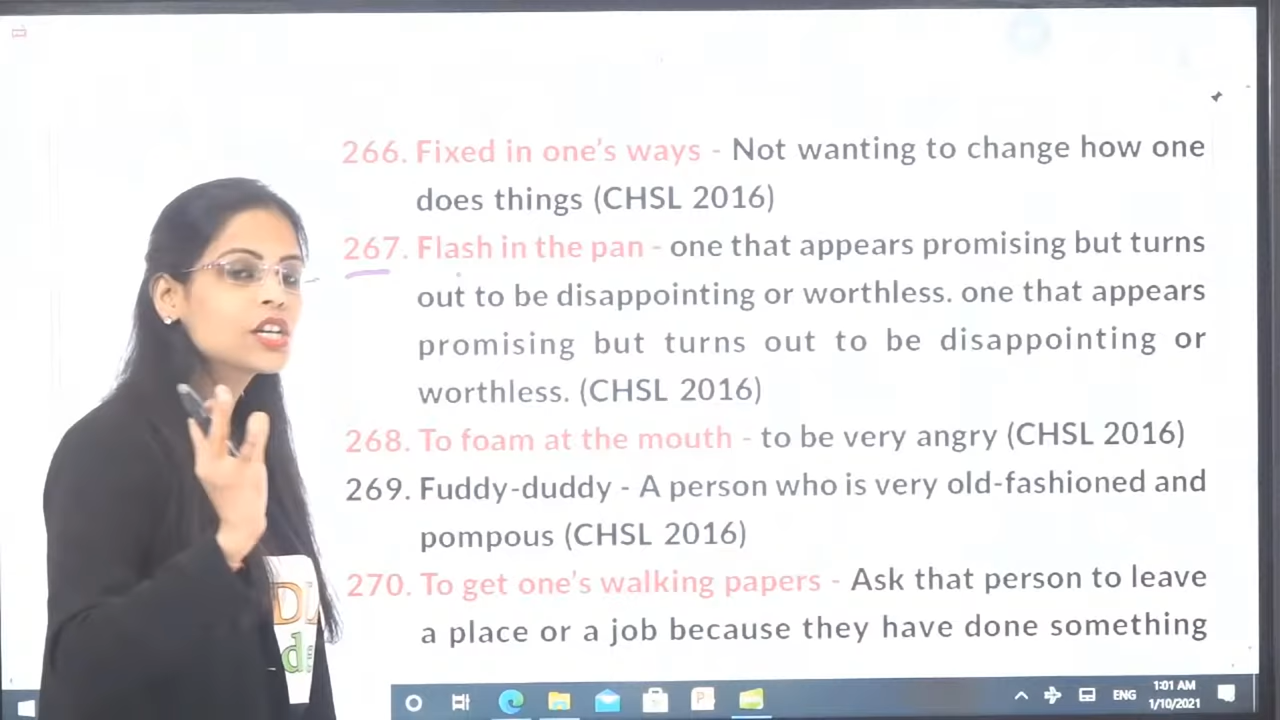 266. Fixed in one's ways - Not wanting to change how one
does things (CHSL 2016)
267. Flash in the pan - one that appears promising but turns
out to be disappointing or worthless. one that appears
promising but turns out to be disappointing or
worthless. (CHSL 2016)
268. To foam at the mouth - to be very angry (CHSL 2016)
269. Fuddy-duddy - A person who is very old-fashioned and
pompous (CHSL 2016)
270. To get one's walking papers - Ask that person to leave
a place or a job because they have done something
ENG
1:01 AM
1/10/2021